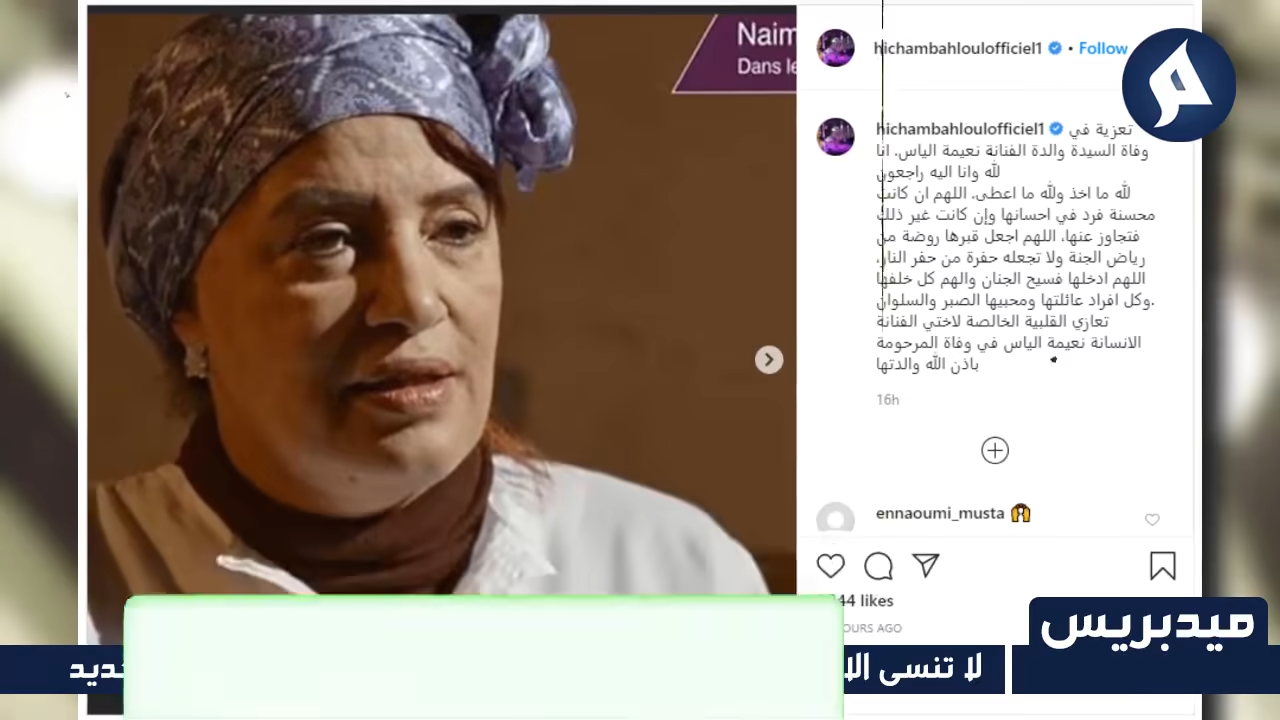 Naim
Dans le
hichambahloulofficiel1 • Follow
hichambahloulofficiel1 تعزية في
وفاة السيدة والدة الفنانة نعيمة الياس. انا
لله وانا اليه راجعون
لله ما اخذ ولله ما اعطى. اللهم ان كانت
محسنة فرد في احسانها وإن كانت غير ذلك
فتجاوز عنها، اللهم اجعل قبرها روضة من
رياض الجنة ولا تجعله حفرة من حفر النار،
اللهم ادخلها فسيح الجنان والهم كل خلفها
وكل افراد عائلتها ومحبيها الصبر والسلوان.
تعازي القلبية الخالصة لاختي الفنانة
الانسانة نعيمة الياس في وفاة المرحومة
باذن الله والدتها
16h
ennaoumi_musta
44 likes
OURS AGO
ميدبريس
لا تنسى الا
جديد